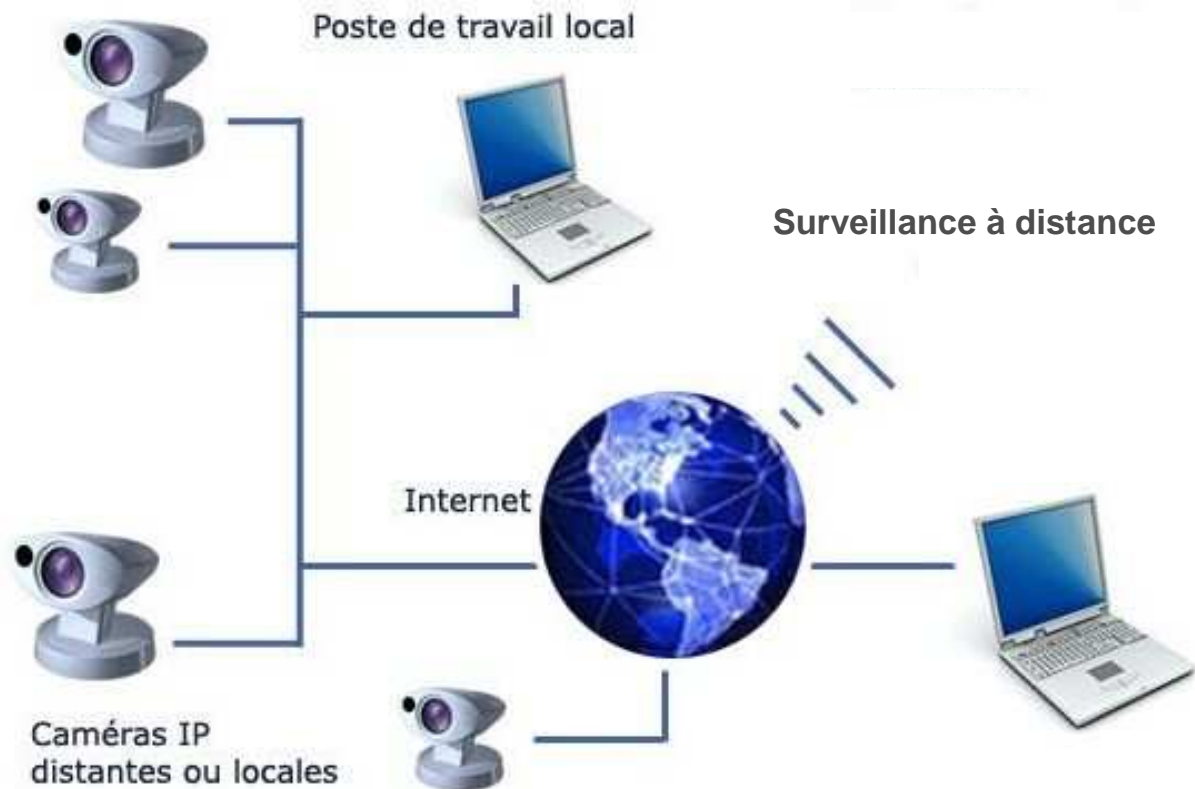 Poste de travail local
Surveillance à distance
Internet
Caméras IP
distantes ou locales